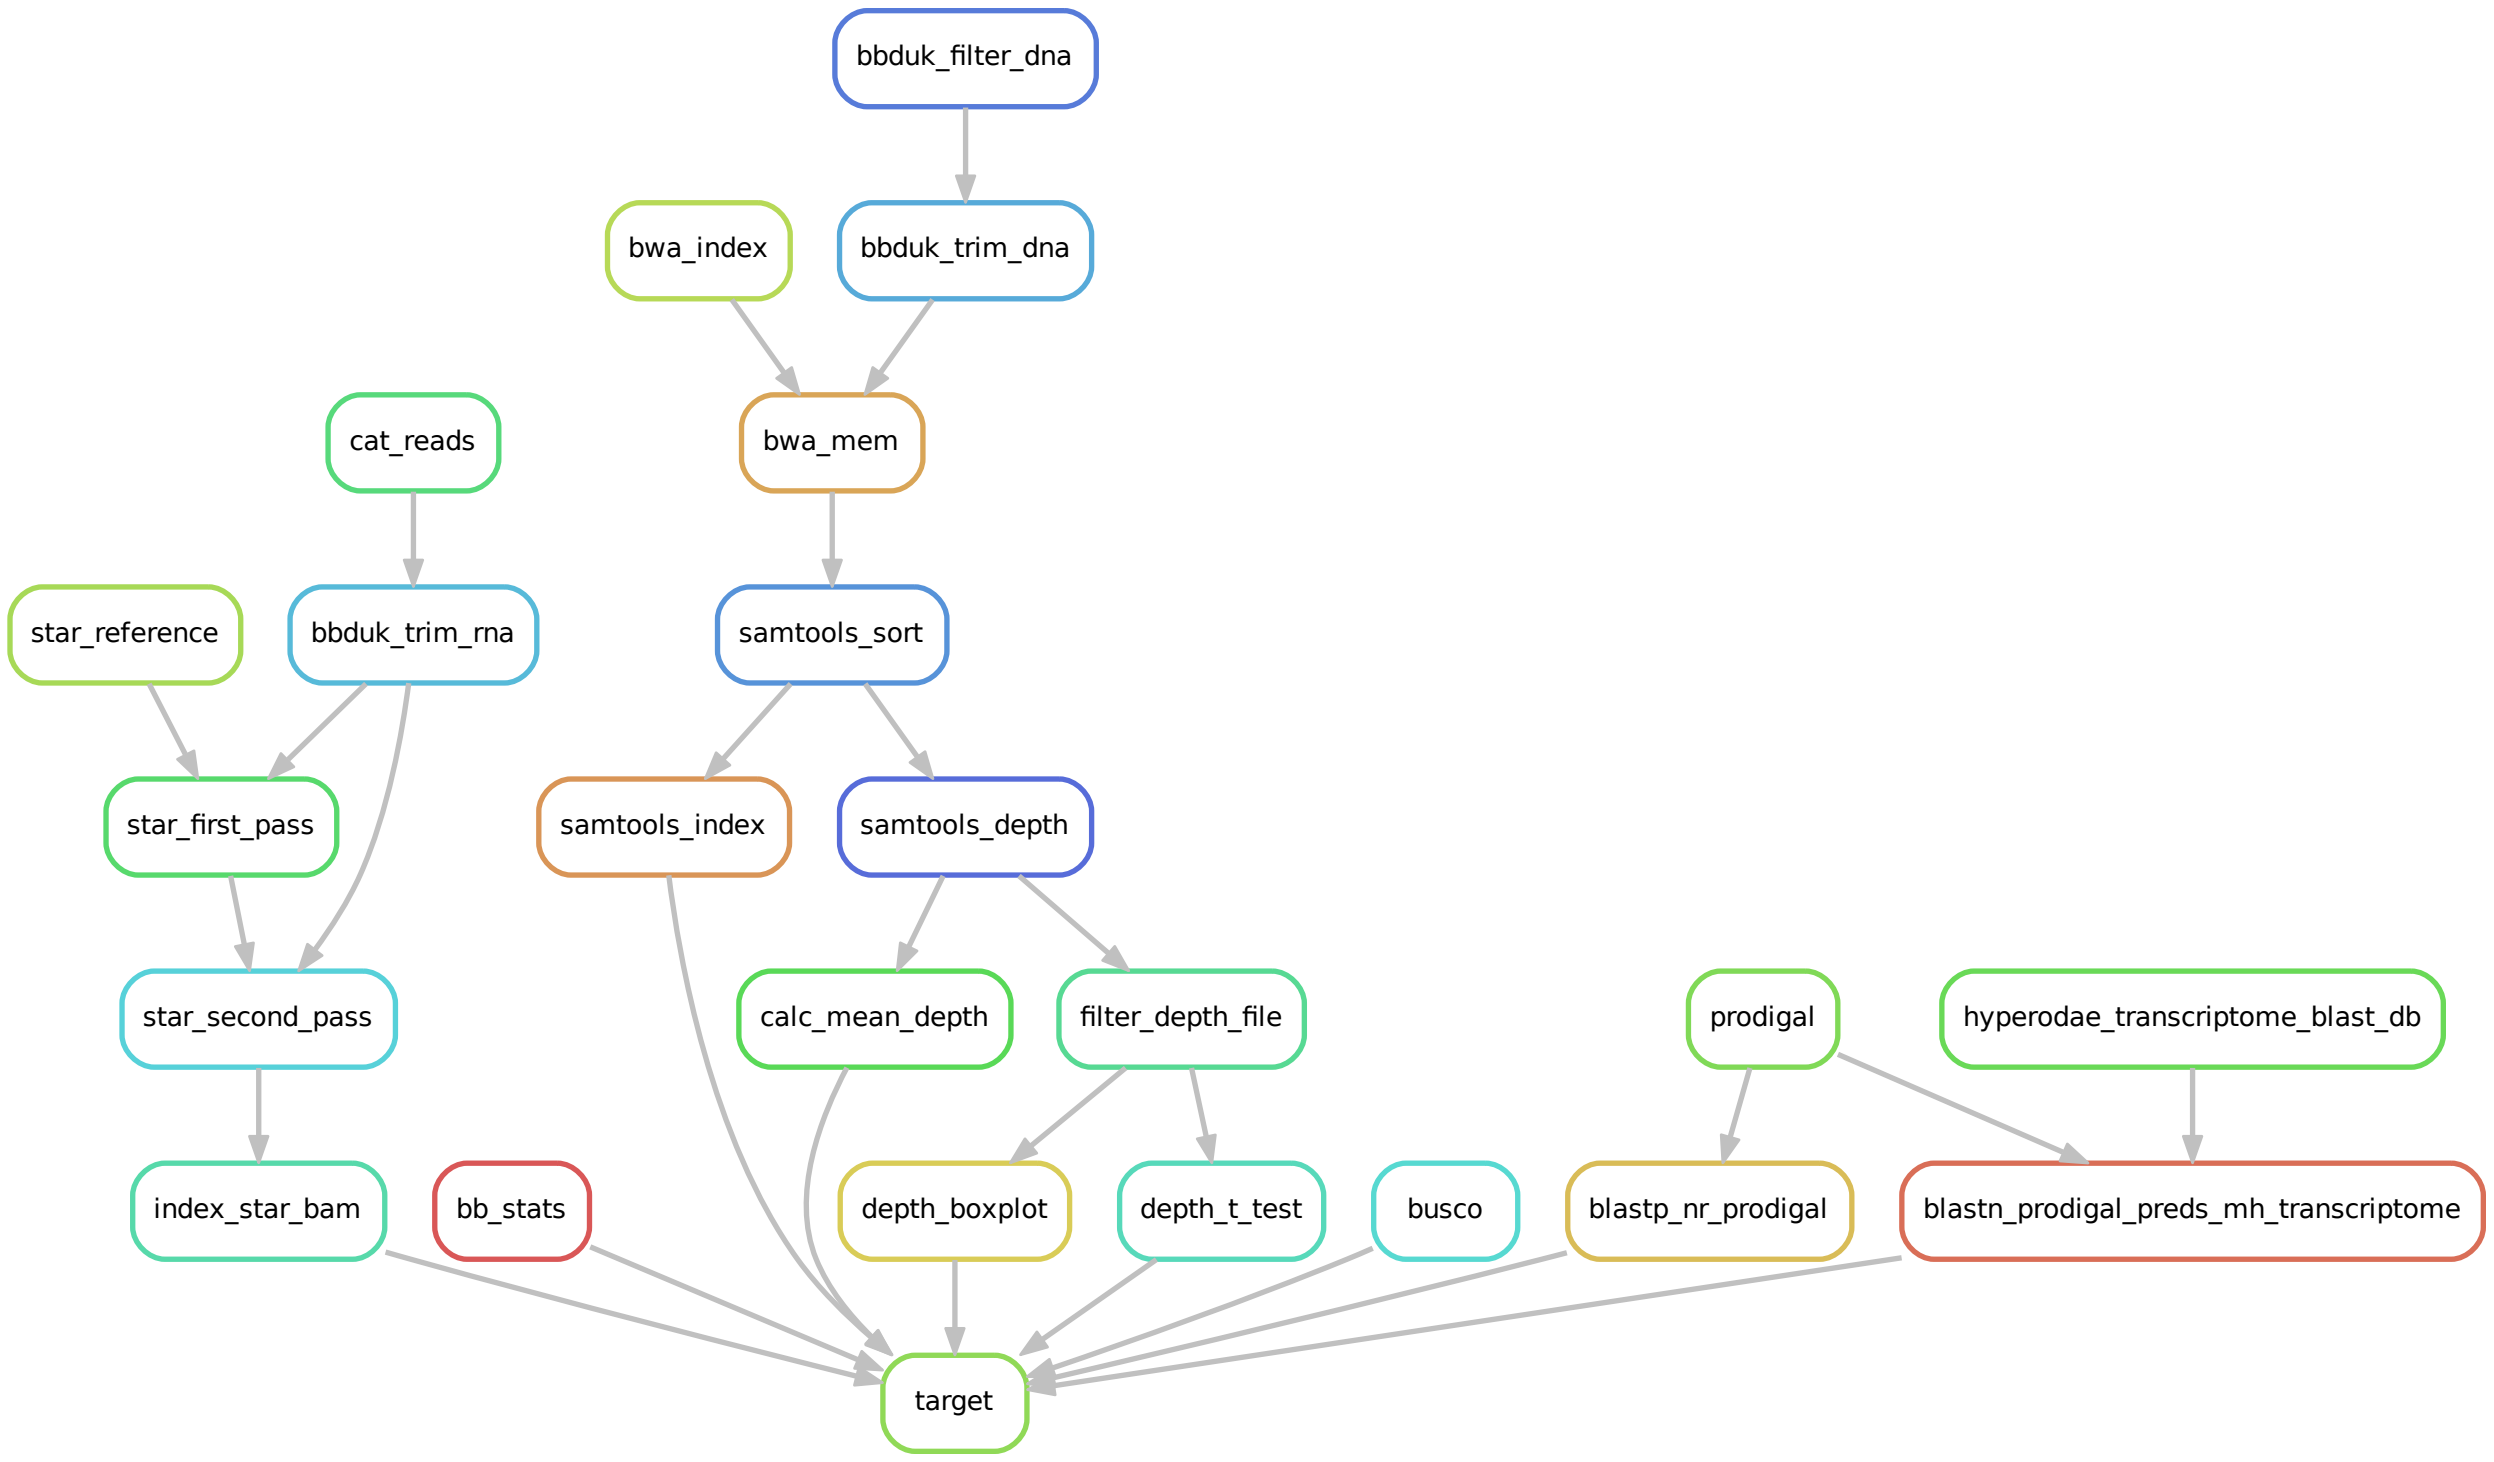 bbduk_filter_dna
bwa_index
bbduk_trim_dna
cat_reads
bwa_mem
star_reference
bbduk_trim_rna
samtools_sort
star_first_pass
samtools_index
samtools_depth
star_second_pass
calc_mean_depth
filter_depth_file
prodigal
hyperodae_transcriptome_blast_db
index_star_bam
bb_stats
depth_boxplot
depth_t_test
busco
blastp_nr_prodigal
blastn_prodigal_preds_mh_transcriptome
target